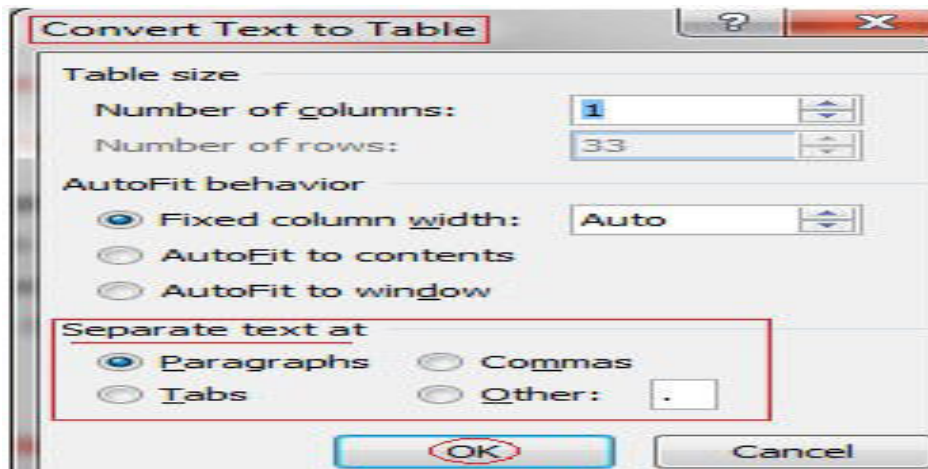 Convert Text to Table
Table size
Number of columns: 1
Number of rows: 33
AutoFit behavior
Fixed column width: Auto
AutoFit to contents
AutoFit to window
Separate text at
Paragraphs Commas
Tabs Other: .
OK Cancel